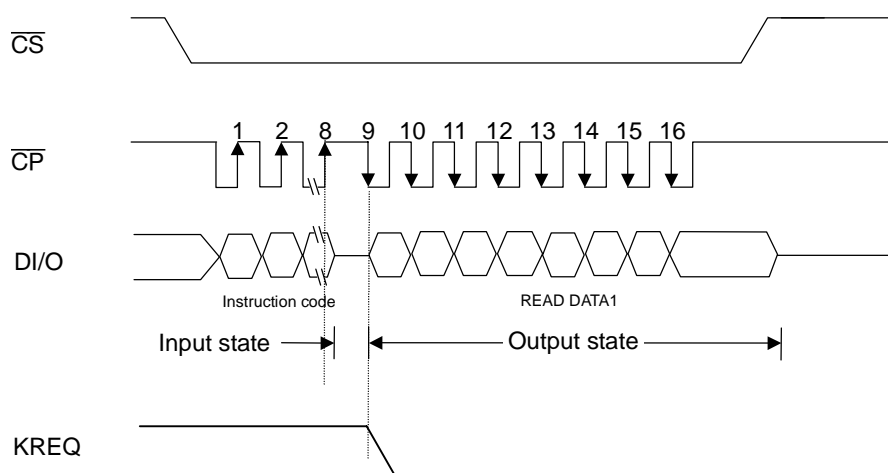 CS
1 2 8 9 10 11 12 13 14 15 16
CP
DI/O
Instruction code READ DATA1
Input state Output state
KREQ